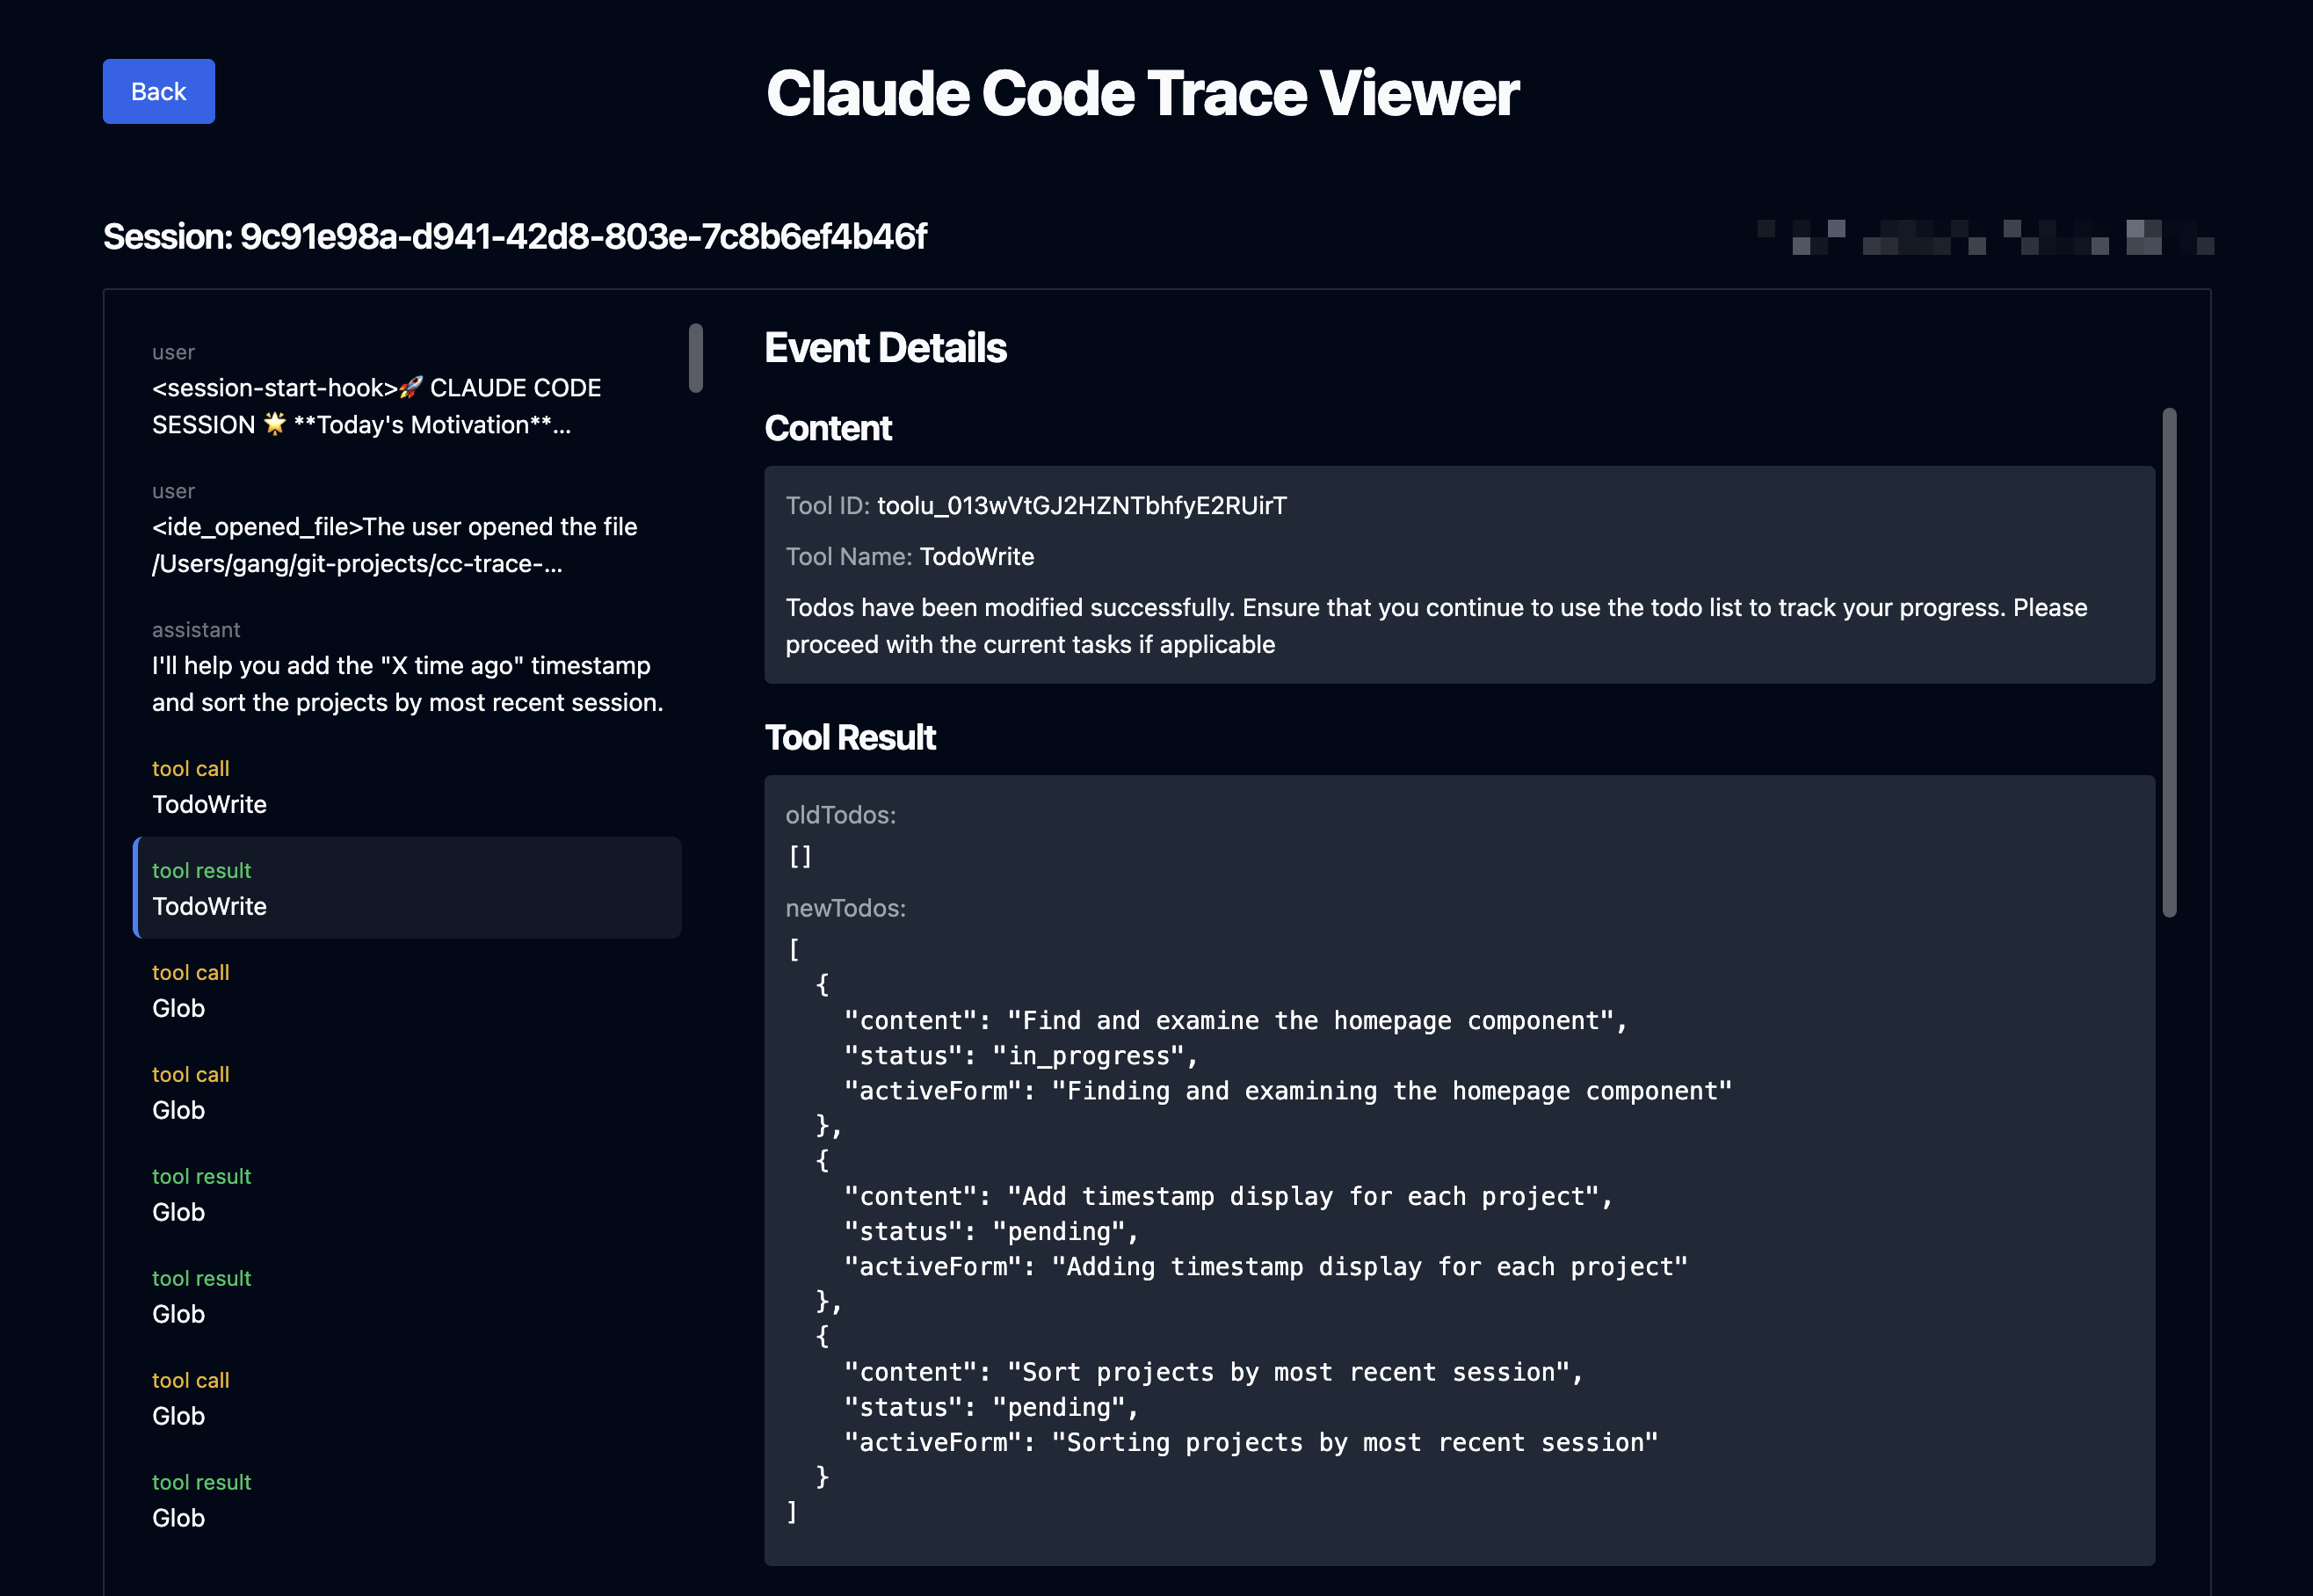 Back
Claude Code Trace Viewer
Session: 9c91e98a-d941-42d8-803e-7c8b6ef4b46f
user
<session-start-hook>🚀 CLAUDE CODE
SESSION 🌟 **Today's Motivation**...
user
<ide_opened_file>The user opened the file
/Users/gang/git-projects/cc-trace-...
assistant
I'll help you add the "X time ago" timestamp
and sort the projects by most recent session.
tool call
TodoWrite
tool result
TodoWrite
tool call
Glob
tool call
Glob
tool result
Glob
tool result
Glob
tool call
Glob
tool result
Glob
Event Details
Content
Tool ID: toolu_013wVtGJ2HZNTbhfyE2RUirT
Tool Name: TodoWrite
Todos have been modified successfully. Ensure that you continue to use the todo list to track your progress. Please
proceed with the current tasks if applicable
Tool Result
oldTodos:
[]
newTodos:
[
  {
    "content": "Find and examine the homepage component",
    "status": "in_progress",
    "activeForm": "Finding and examining the homepage component"
  },
  {
    "content": "Add timestamp display for each project",
    "status": "pending",
    "activeForm": "Adding timestamp display for each project"
  },
  {
    "content": "Sort projects by most recent session",
    "status": "pending",
    "activeForm": "Sorting projects by most recent session"
  }
]